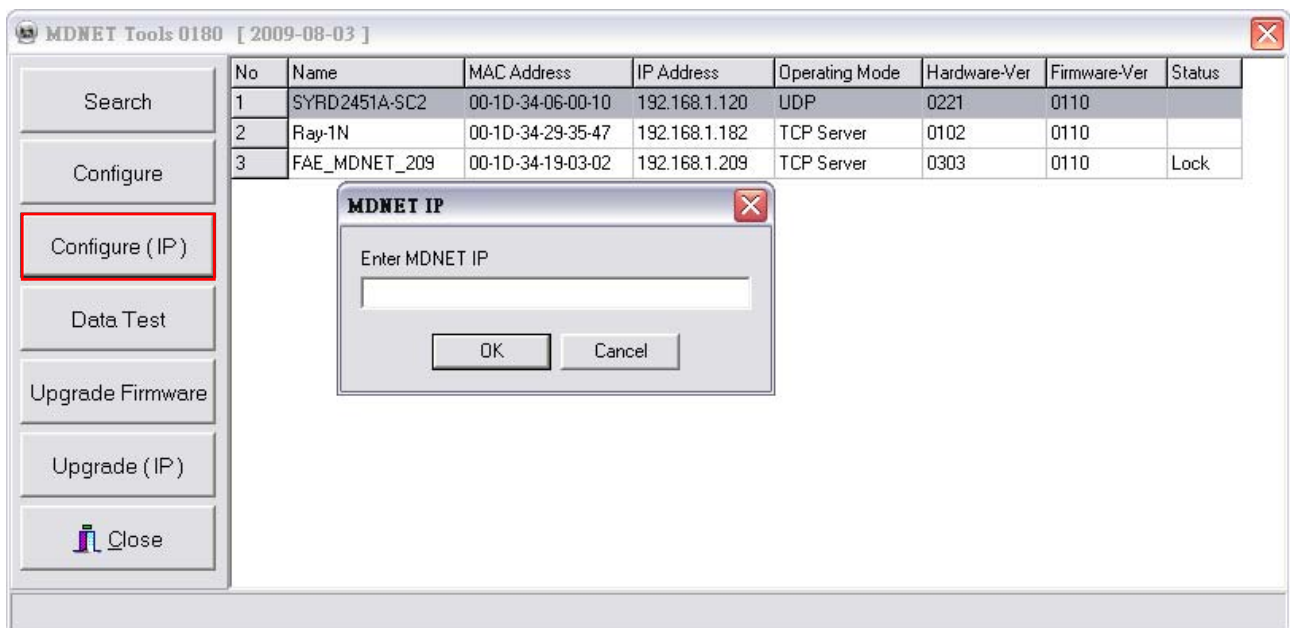 MDNET Tools 0180 [ 2009-08-03 ]
Search
Configure
Configure ( IP )
Data Test
Upgrade Firmware
Upgrade ( IP )
Close
No Name MAC Address IP Address Operating Mode Hardware-Ver Firmware-Ver Status
1 SYRD2451A-SC2 00-1D-34-06-00-10 192.168.1.120 UDP 0221 0110
2 Ray-1N 00-1D-34-29-35-47 192.168.1.182 TCP Server 0102 0110
3 FAE_MDNET_209 00-1D-34-19-03-02 192.168.1.209 TCP Server 0303 0110 Lock
MDNET IP
Enter MDNET IP
OK Cancel